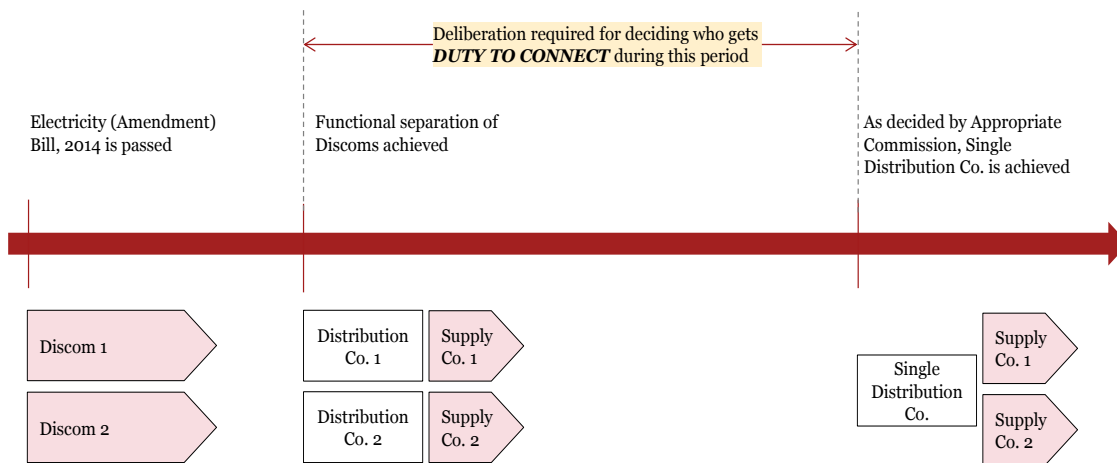 Deliberation required for deciding who gets
DUTY TO CONNECT during this period
Electricity (Amendment)
Bill, 2014 is passed
Functional separation of
Discoms achieved
As decided by Appropriate
Commission, Single
Distribution Co. is achieved
Discom 1
Distribution
Co. 1
Supply
Co. 1
Discom 2
Distribution
Co. 2
Supply
Co. 2
Single
Distribution
Co.
Supply
Co. 1
Supply
Co. 2